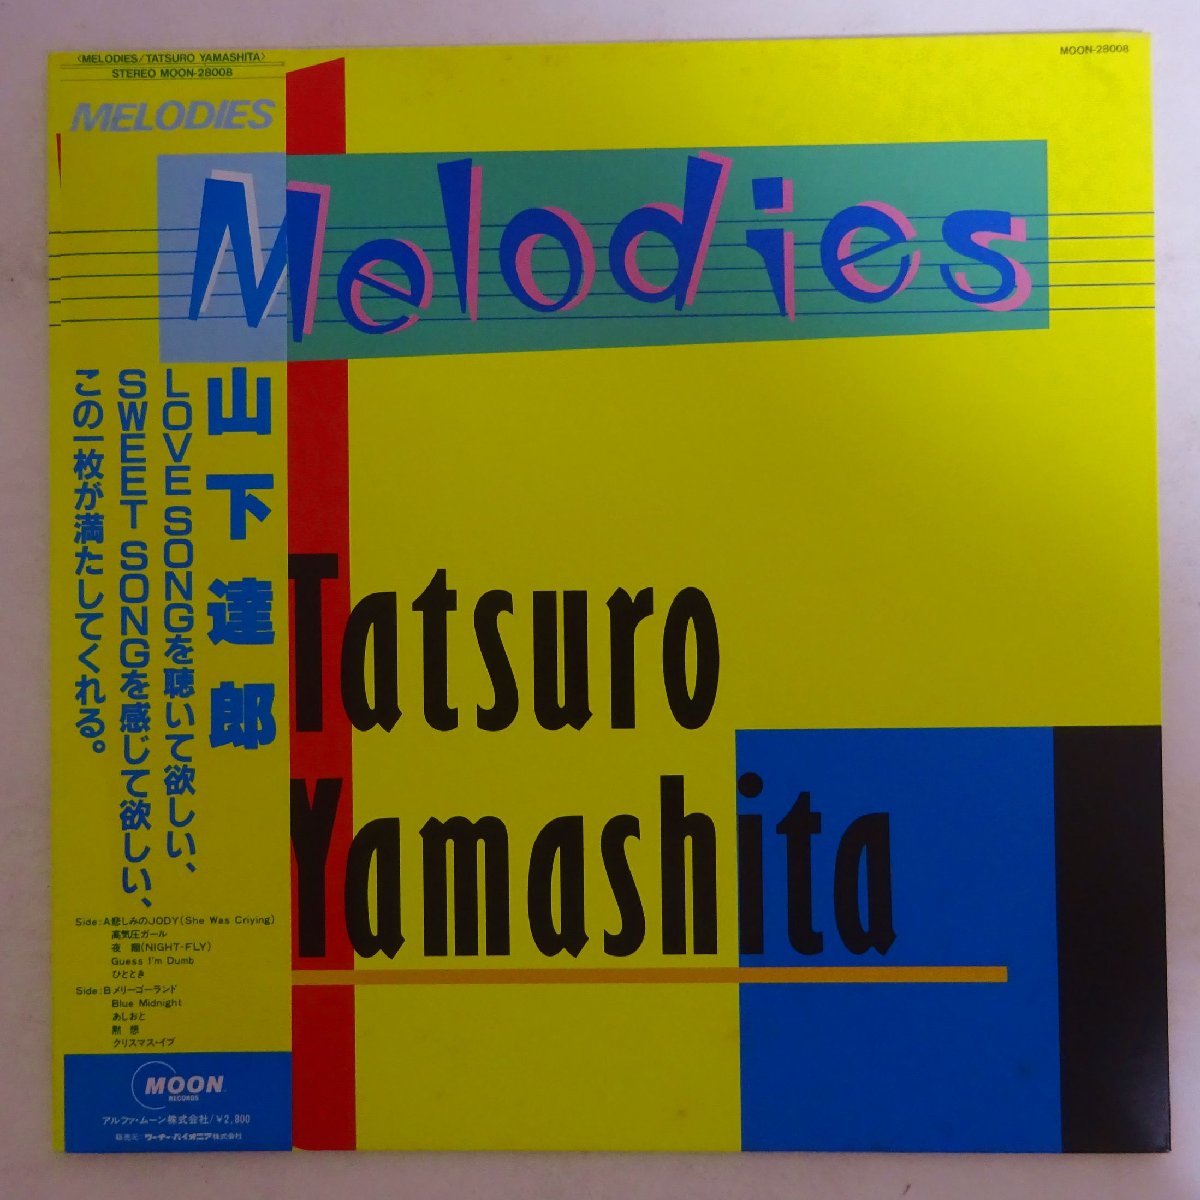 〈MELODIES/TATSURO YAMASHITA〉
STEREO MOON-28008
MELODIES
MOON-28008
Melodies
山下達郎
LOVE SONGを聴いて欲しい、
SWEET SONGを感じて欲しい、
この一枚が満たしてくれる。
Tatsuro
Yamashita
Side:A悲しみのJODY(She Was Criying)
高気圧ガール
夜翔(NIGHT-FLY)
Guess I'm Dumb
ひととき
Side:Bメリー・ゴー・ランド
Blue Midnight
あしおと
黙想
クリスマス・イブ
MOON
RECORDS
アルファ・ムーン株式会社/¥2,800
販売元:ワーナー・パイオニア株式会社